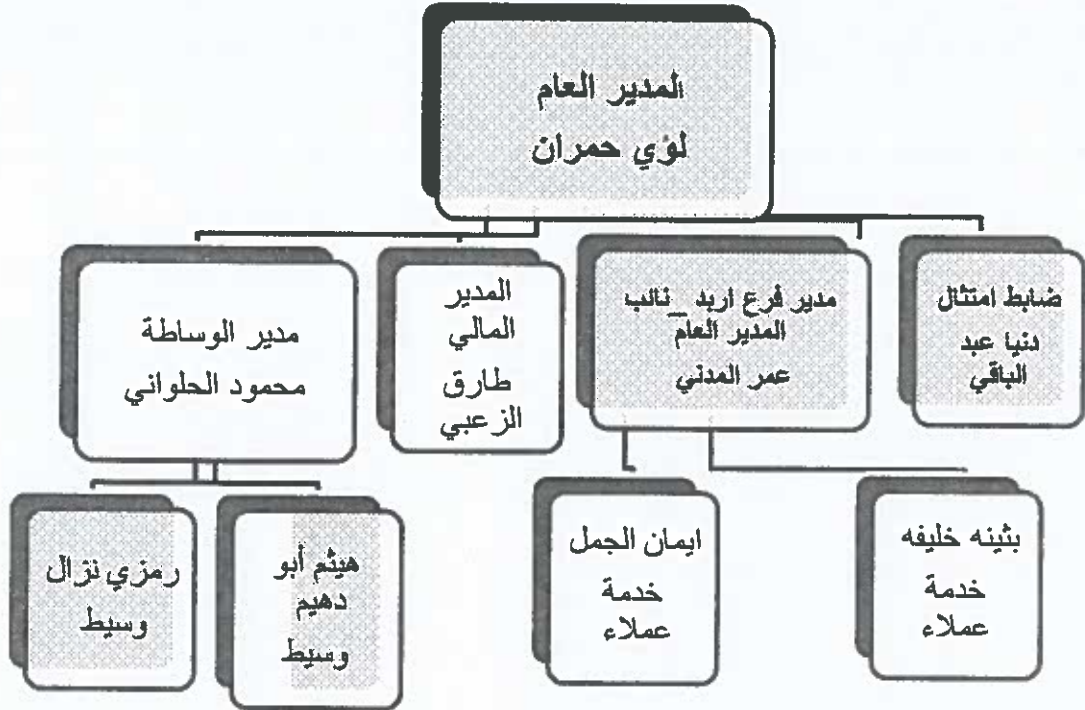 المدير العام
لؤي حمران
ضابط امتثال
دنيا عبد
الباقي
مدير فرع اربد _نائب
المدير العام
عمر المدني
المدير
المالي
طارق
الزعبي
مدير الوساطة
محمود الحلواني
بثينه خليفه
خدمة
عملاء
ايمان الجمل
خدمة
عملاء
هيثم أبو
دهيم
وسيط
رمزي نزال
وسيط